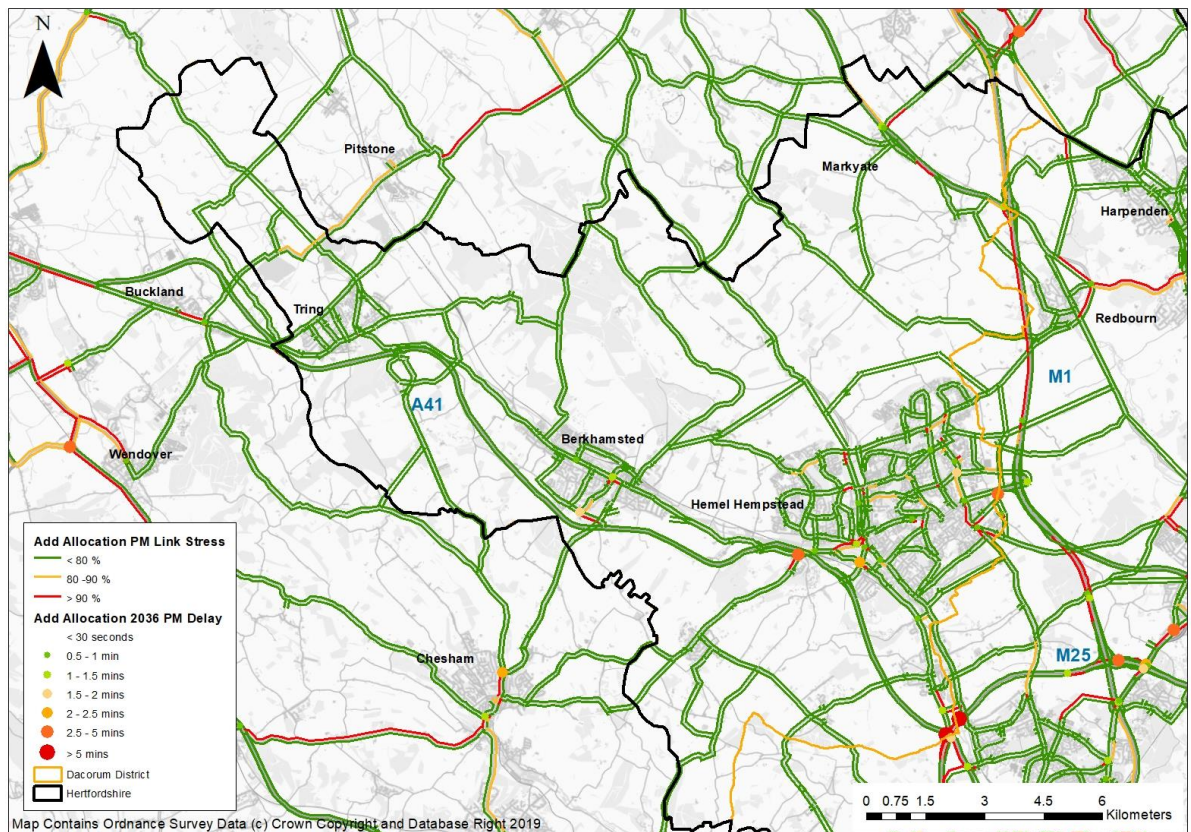 N
Pitstone
Markyate
Harpenden
Buckland
Tring
Redbourn
M1
A41
Berkhamsted
Wendover
Hemel Hempstead
Chesham
M25
Add Allocation PM Link Stress
< 80 %
80 -90 %
> 90 %
Add Allocation 2036 PM Delay
< 30 seconds
0.5 - 1 min
1 - 1.5 mins
1.5 - 2 mins
2 - 2.5 mins
2.5 - 5 mins
> 5 mins
Dacorum District
Hertfordshire
0 0.75 1.5 3 4.5 6
Kilometers
Map Contains Ordnance Survey Data (c) Crown Copyright and Database Right 2019